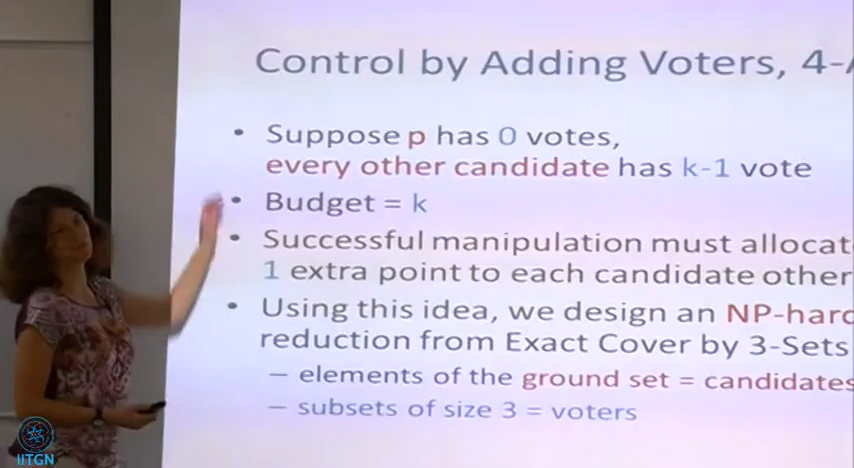 Control by Adding Voters, 4-
• Suppose p has 0 votes,
every other candidate has k-1 vote
• Budget = k
• Successful manipulation must allocat
1 extra point to each candidate other
• Using this idea, we design an NP-hard
reduction from Exact Cover by 3-Sets
– elements of the ground set = candidates
– subsets of size 3 = voters
IITGN